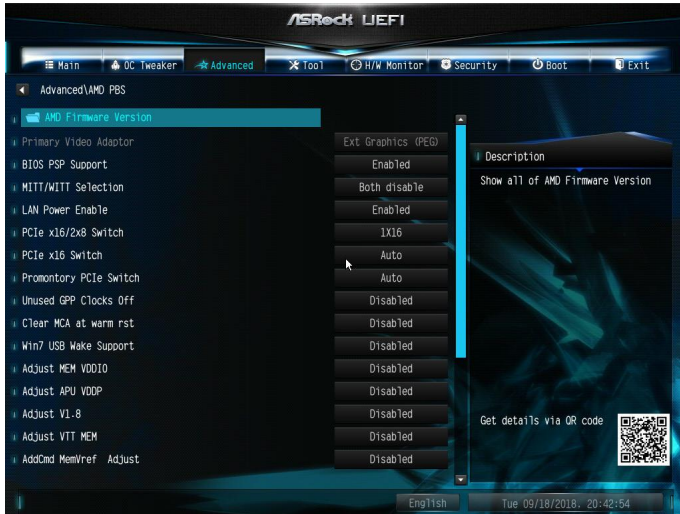 ASRock UEFI
Main OC Tweaker Advanced Tool H/W Monitor Security Boot Exit
Advanced\AMD PBS
AMD Firmware Version
Primary Video Adaptor Ext Graphics (PEG)
BIOS PSP Support Enabled
MITT/WITT Selection Both disable
LAN Power Enable Enabled
PCIe x16/2x8 Switch 1X16
PCIe x16 Switch Auto
Promontory PCIe Switch Auto
Unused GPP Clocks Off Disabled
Clear MCA at warm rst Disabled
Win7 USB Wake Support Disabled
Adjust MEM VDDIO Disabled
Adjust APU VDDP Disabled
Adjust V1.8 Disabled
Adjust VTT MEM Disabled
AddCmd MemVref Adjust Disabled
Description
Show all of AMD Firmware Version
Get details via QR code
English Tue 09/18/2018. 20:42:54